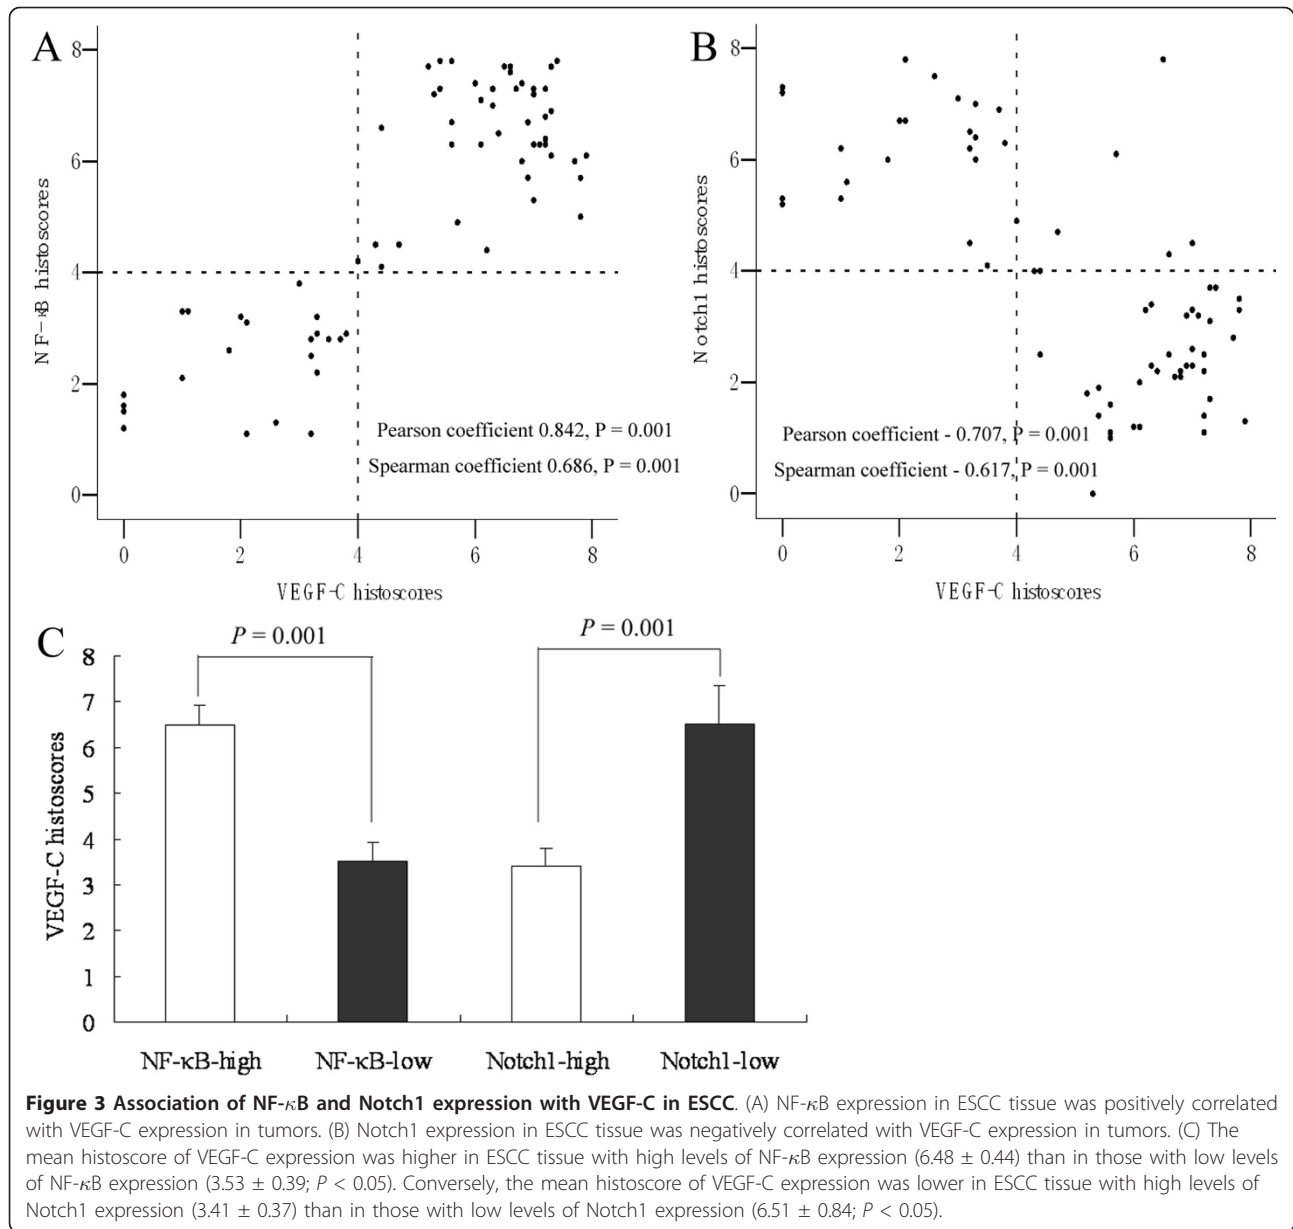 A
8
6
4
2
0
NF-κB histoscores
Pearson coefficient 0.842, P = 0.001
Spearman coefficient 0.686, P = 0.001
0 2 4 6 8
VEGF-C histoscores
B
8
6
4
2
0
Notch1 histoscores
Pearson coefficient - 0.707, P = 0.001
Spearman coefficient - 0.617, P = 0.001
0 2 4 6 8
VEGF-C histoscores
C
P = 0.001
P = 0.001
8
7
6
5
4
3
2
1
0
VEGF-C histoscores
NF-κB-high NF-κB-low Notch1-high Notch1-low
Figure 3 Association of NF-κB and Notch1 expression with VEGF-C in ESCC. (A) NF-κB expression in ESCC tissue was positively correlated
with VEGF-C expression in tumors. (B) Notch1 expression in ESCC tissue was negatively correlated with VEGF-C expression in tumors. (C) The
mean histoscore of VEGF-C expression was higher in ESCC tissue with high levels of NF-κB expression (6.48 ± 0.44) than in those with low levels
of NF-κB expression (3.53 ± 0.39; P < 0.05). Conversely, the mean histoscore of VEGF-C expression was lower in ESCC tissue with high levels of
Notch1 expression (3.41 ± 0.37) than in those with low levels of Notch1 expression (6.51 ± 0.84; P < 0.05).